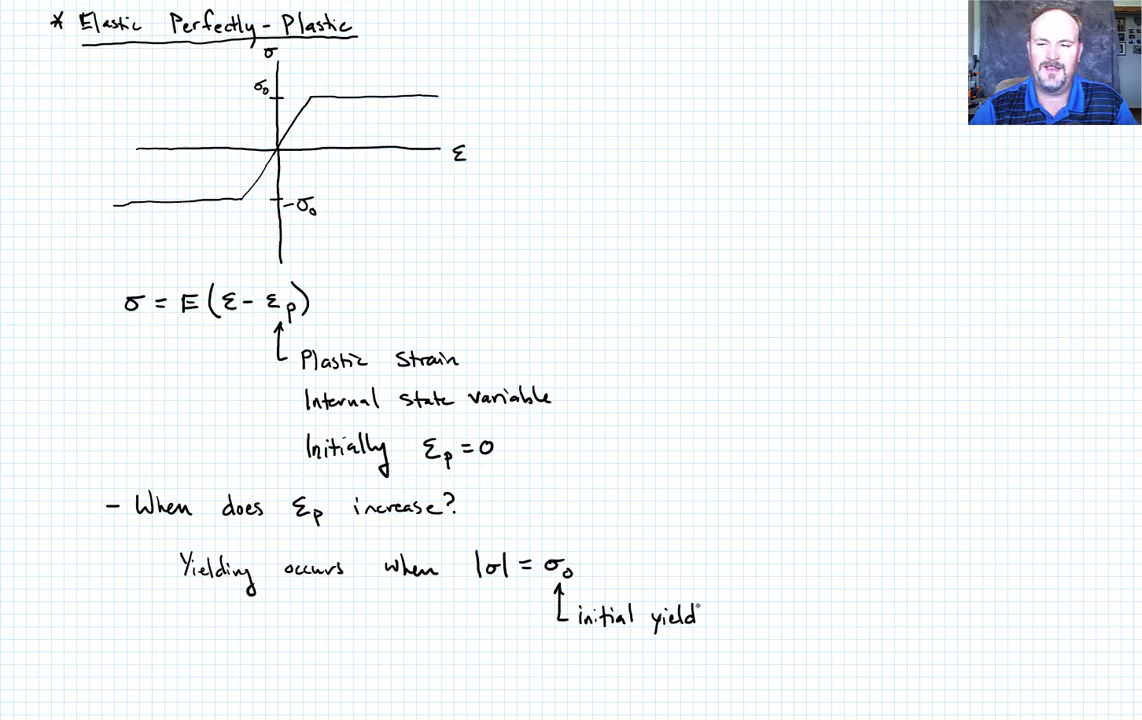 * Elastic Perfectly-Plastic
σ
σ₀
ε
-σ₀
σ = E(ε - εₚ)
Plastic Strain
Internal state variable
Initially εₚ = 0
- When does εₚ increase?
Yielding occurs when |σ| = σ₀
initial yield